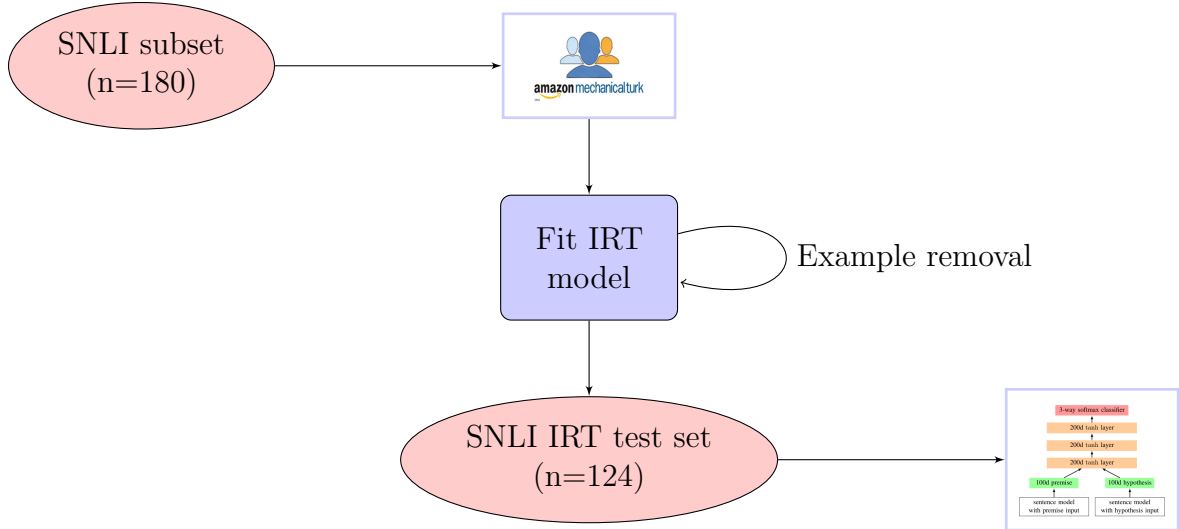 SNLI subset
(n=180)
amazon mechanical turk
Fit IRT
model
Example removal
SNLI IRT test set
(n=124)
3-way softmax classifier
200d tanh layer
200d tanh layer
200d tanh layer
100d premise
100d hypothesis
sentence model
with premise input
sentence model
with hypothesis input